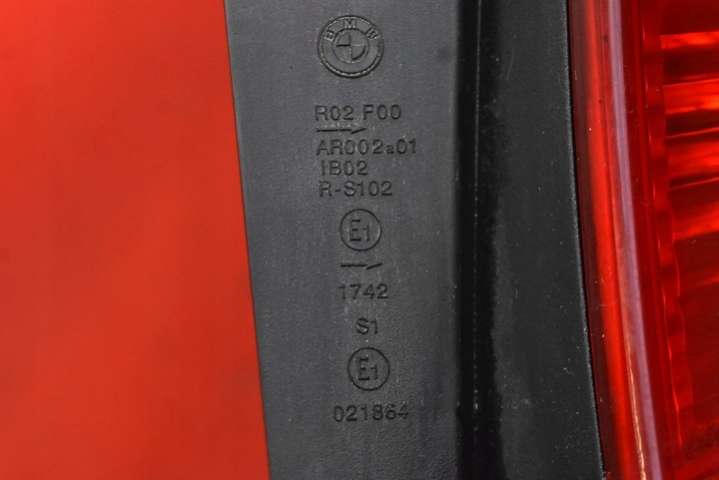 BMW
R02 F00
AR002a01
IB02
R-S102
E1
1742
S1
E1
021864